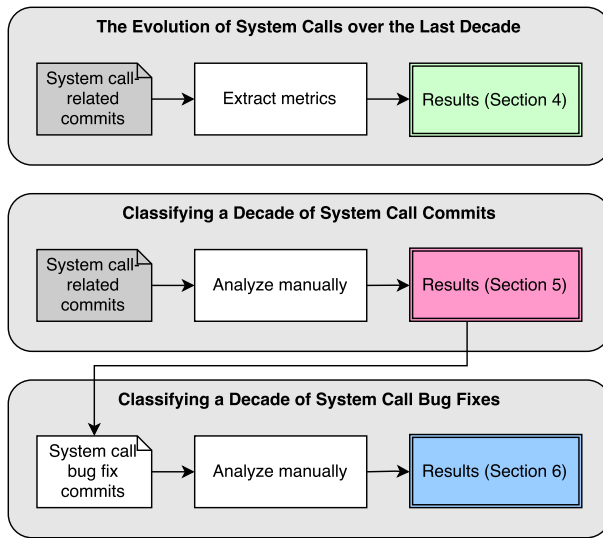 The Evolution of System Calls over the Last Decade
System call-
related
commits
Extract metrics
Results (Section 4)
Classifying a Decade of System Call Commits
System call-
related
commits
Analyze manually
Results (Section 5)
Classifying a Decade of System Call Bug Fixes
System call
bug fix
commits
Analyze manually
Results (Section 6)